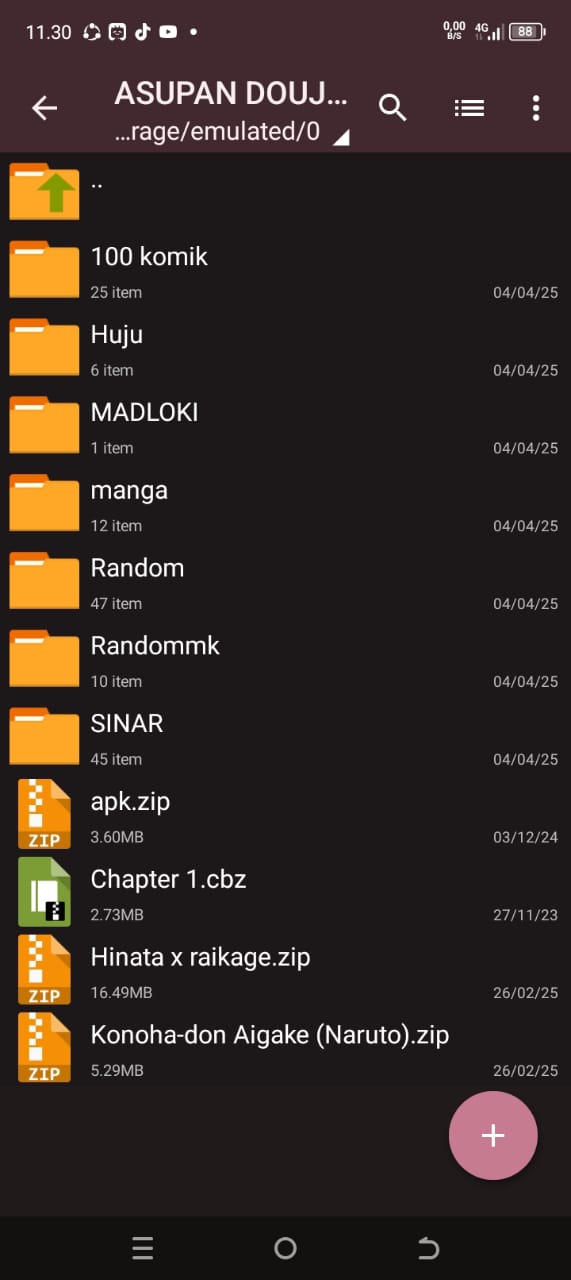 11.30
0,00
B/S
4G
88
ASUPAN DOUJ...
...rage/emulated/0
..
100 komik
25 item
04/04/25
Huju
6 item
04/04/25
MADLOKI
1 item
04/04/25
manga
12 item
04/04/25
Random
47 item
04/04/25
Randommk
10 item
04/04/25
SINAR
45 item
04/04/25
apk.zip
ZIP
3.60MB
03/12/24
Chapter 1.cbz
2.73MB
27/11/23
Hinata x raikage.zip
ZIP
16.49MB
26/02/25
Konoha-don Aigake (Naruto).zip
ZIP
5.29MB
26/02/25